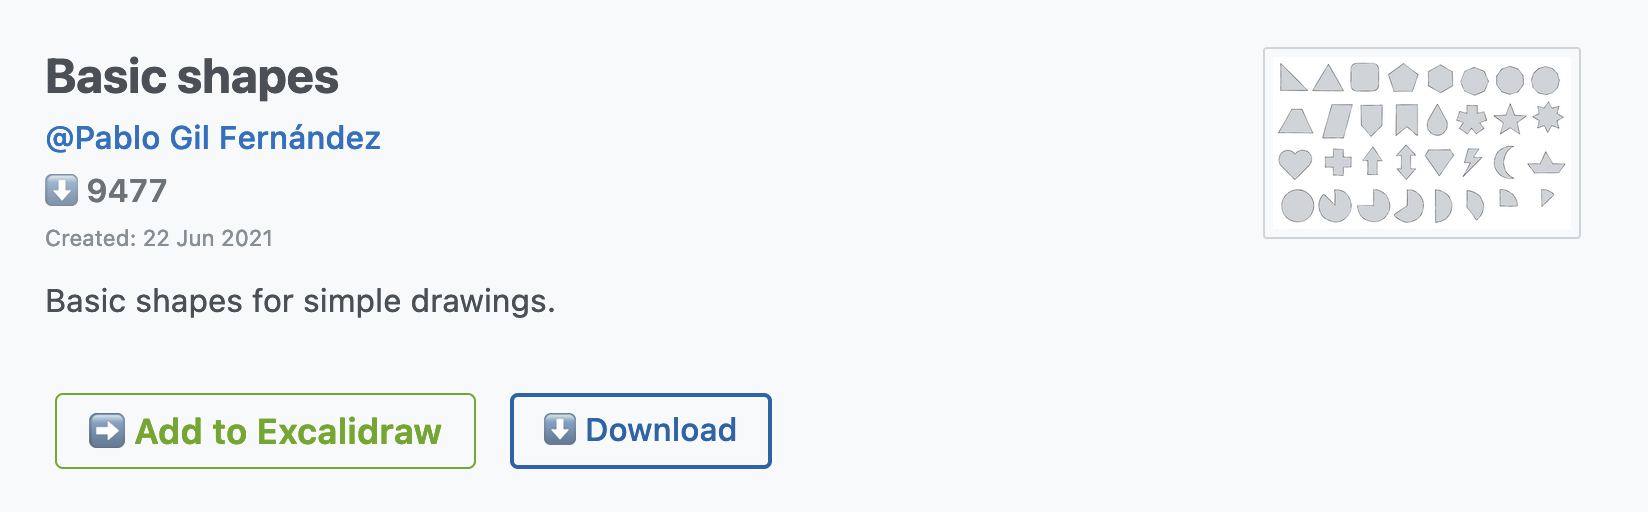 Basic shapes
@Pablo Gil Fernández
⬇️ 9477
Created: 22 Jun 2021
Basic shapes for simple drawings.
➡️ Add to Excalidraw
⬇️ Download